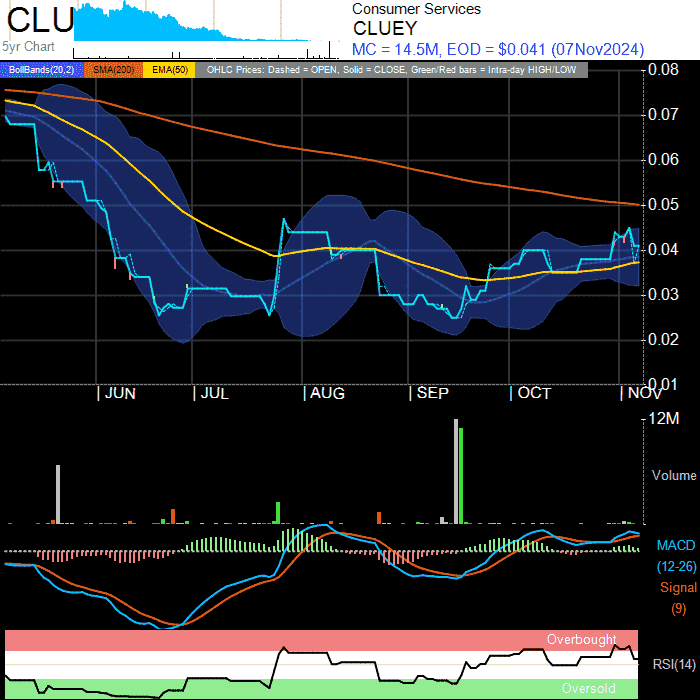 CLU
5yr Chart
Consumer Services
CLUEY
MC = 14.5M, EOD = $0.041 (07Nov2024)
BollBands(20,2) SMA(200) EMA(50) OHLC Prices: Dashed = OPEN, Solid = CLOSE, Green/Red bars = Intra-day HIGH/LOW
0.08
0.07
0.06
0.05
0.04
0.03
0.02
0.01
JUN JUL AUG SEP OCT NOV
12M
Volume
MACD
(12-26)
Signal
(9)
Overbought
RSI(14)
Oversold